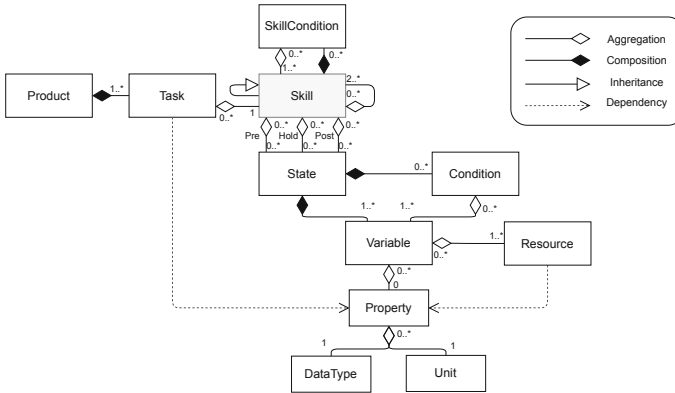 SkillCondition
0..*
0..*
1..*
2..*
Product
1..*
Task
0..*
1
Skill
0..*
0..*
0..*
0..*
Pre
Hold
Post
0..*
0..*
0..*
State
0..*
Condition
1..*
1..*
0..*
Variable
0..*
1..*
Resource
0..*
0
Property
0..*
1
1
DataType
Unit
Aggregation
Composition
Inheritance
Dependency